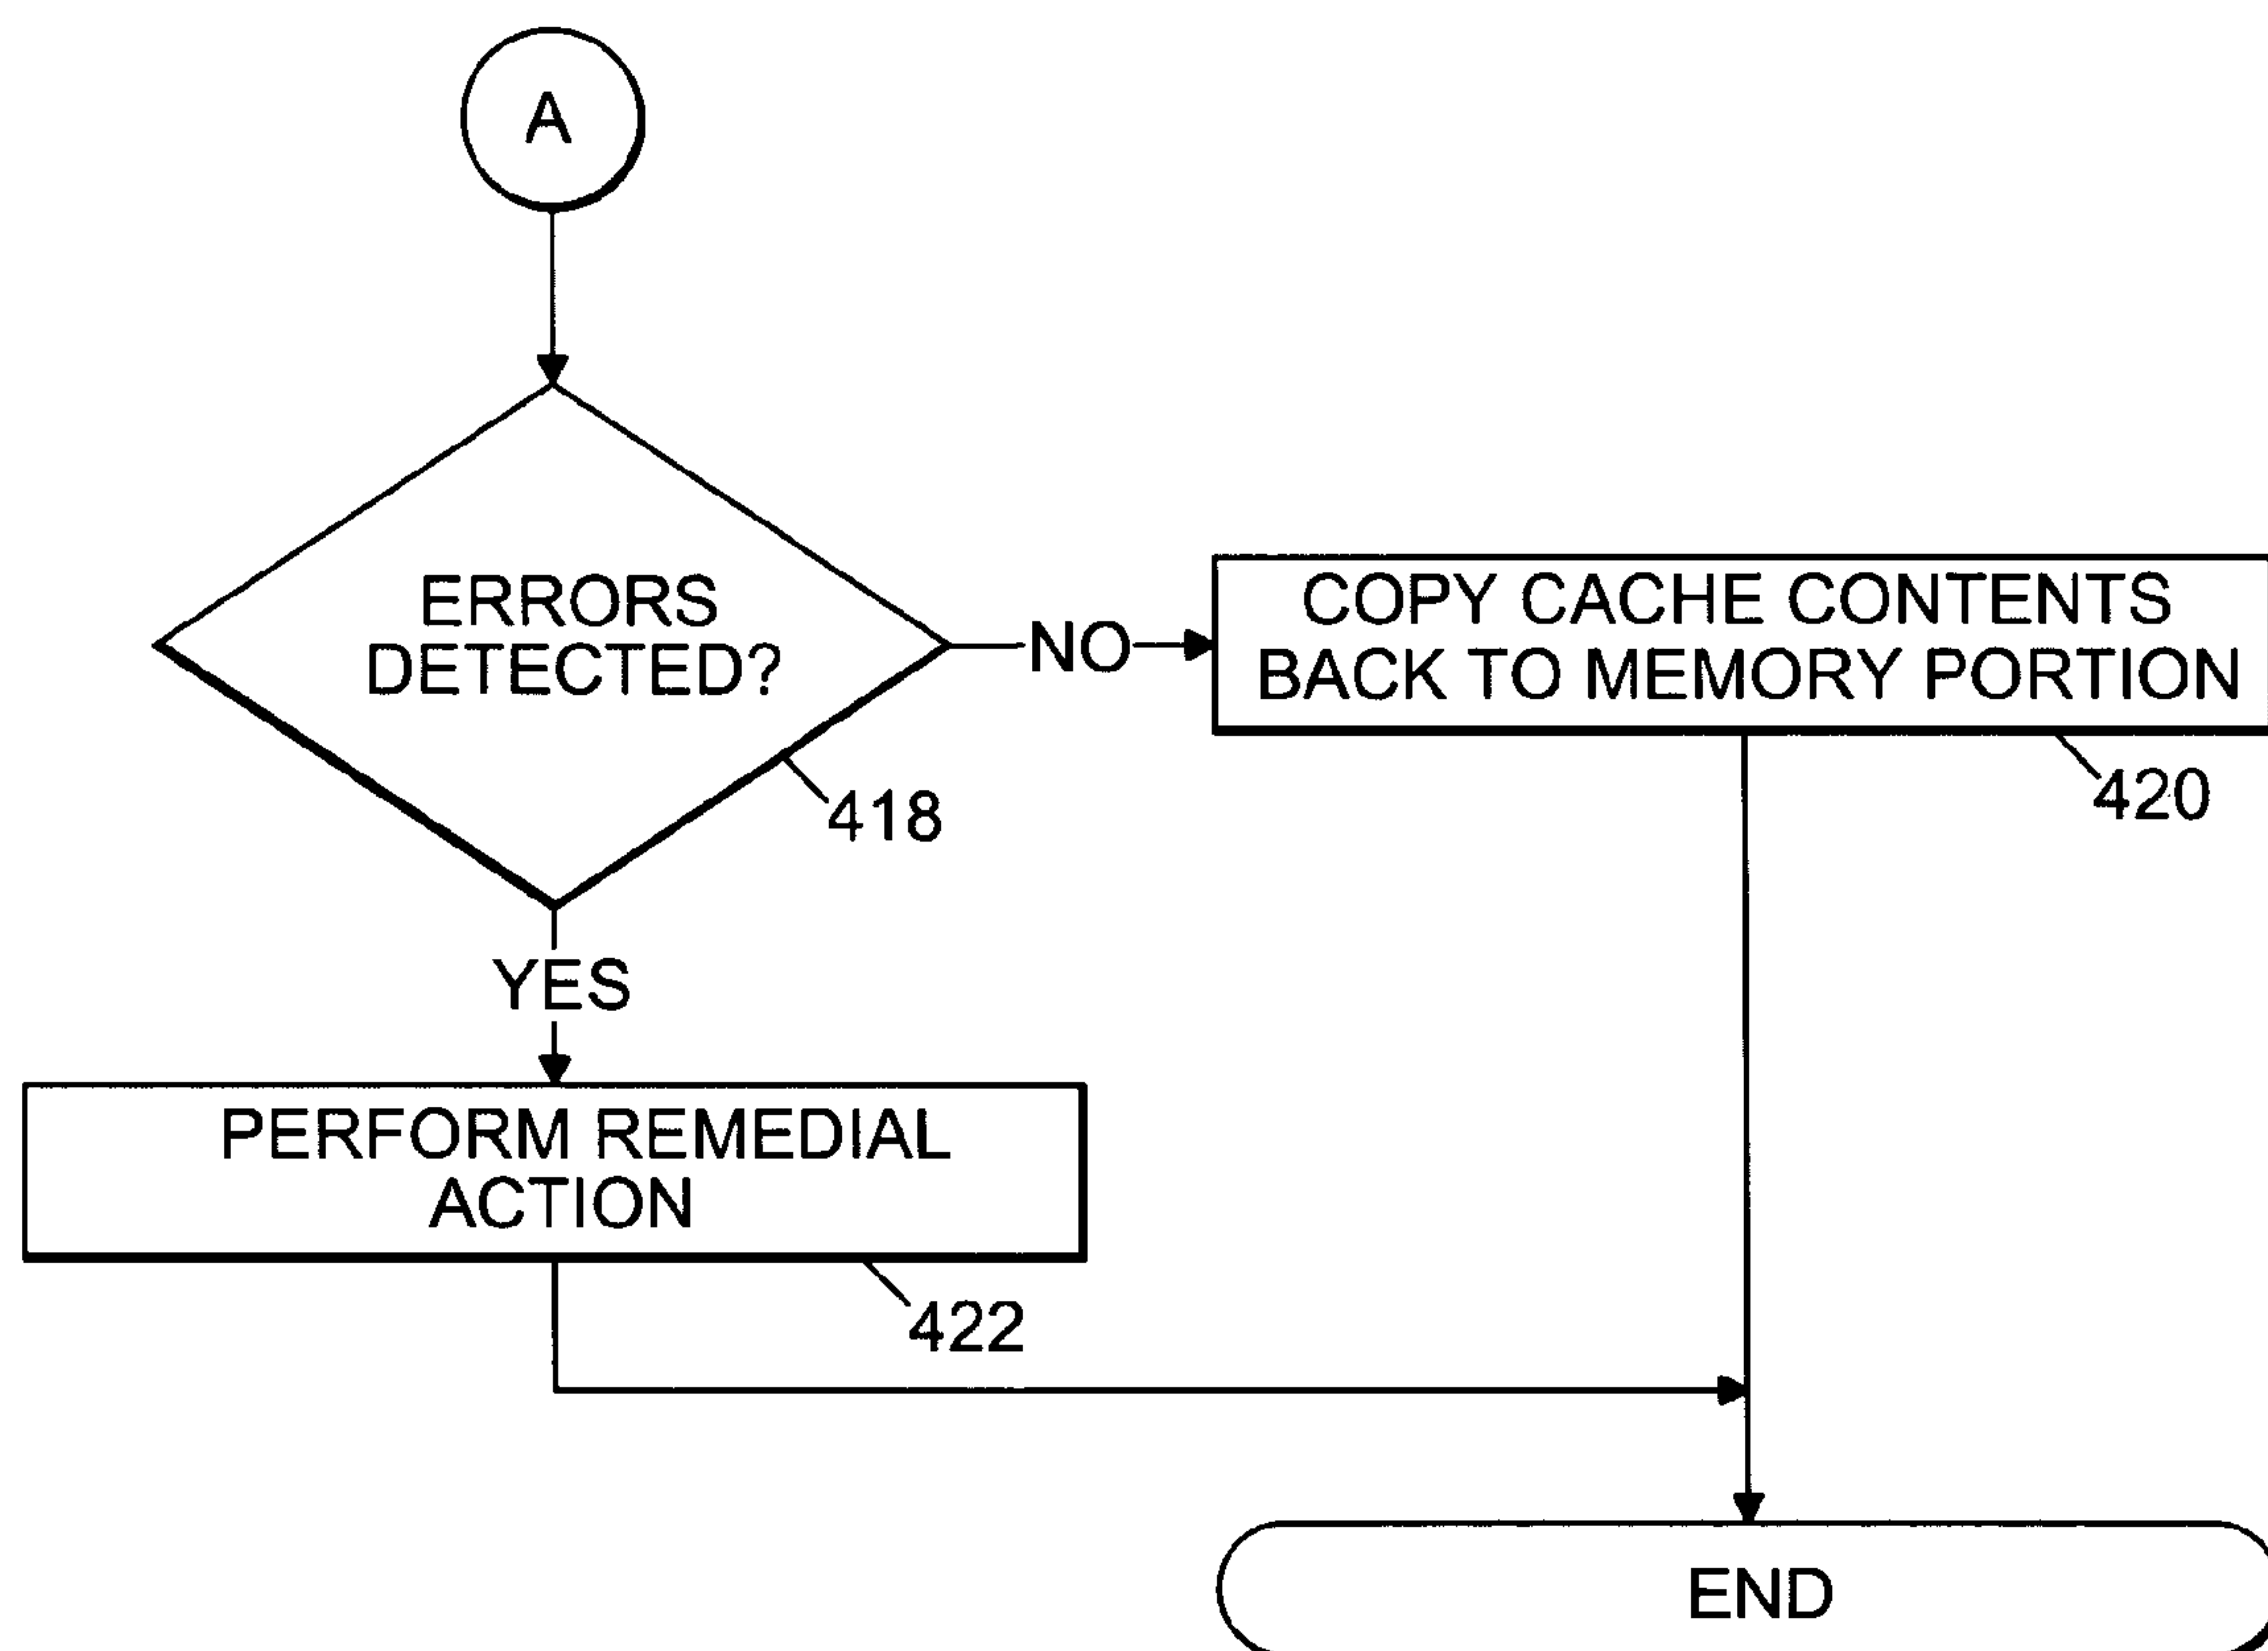 A
ERRORS
DETECTED?
NO
COPY CACHE CONTENTS
BACK TO MEMORY PORTION
418
420
YES
PERFORM REMEDIAL
ACTION
422
END